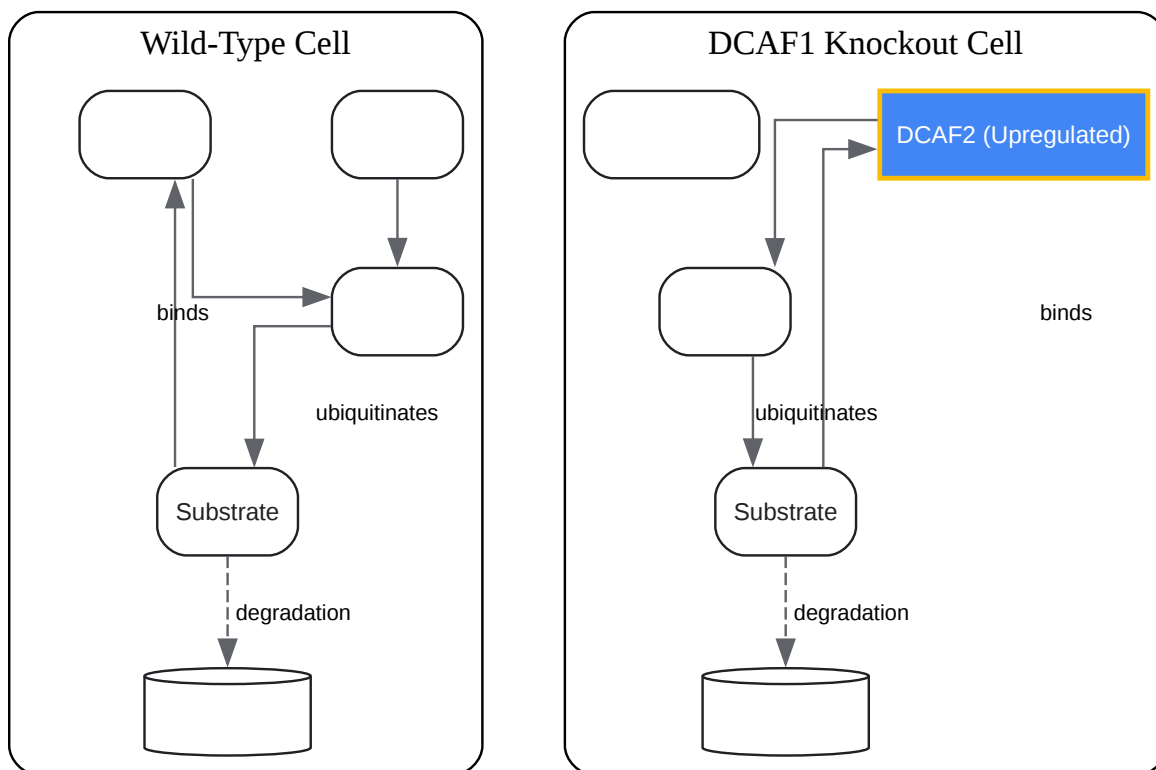 Wild-Type Cell
binds
ubiquitinates
Substrate
degradation
DCAF1 Knockout Cell
DCAF2 (Upregulated)
binds
ubiquitinates
Substrate
degradation